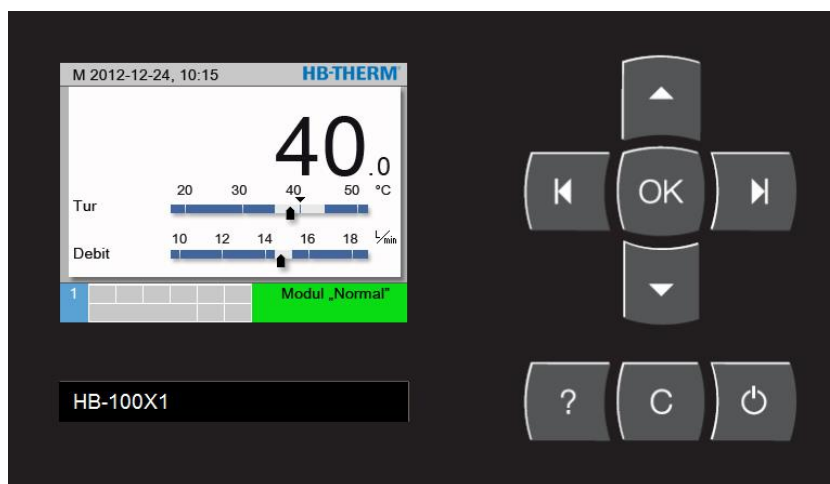 M 2012-12-24, 10:15 HB-THERM®
40.0
20 30 40 50 °C
Tur
10 12 14 16 18 L/min
Debit
1 Modul „Normal”
HB-100X1
OK
? C